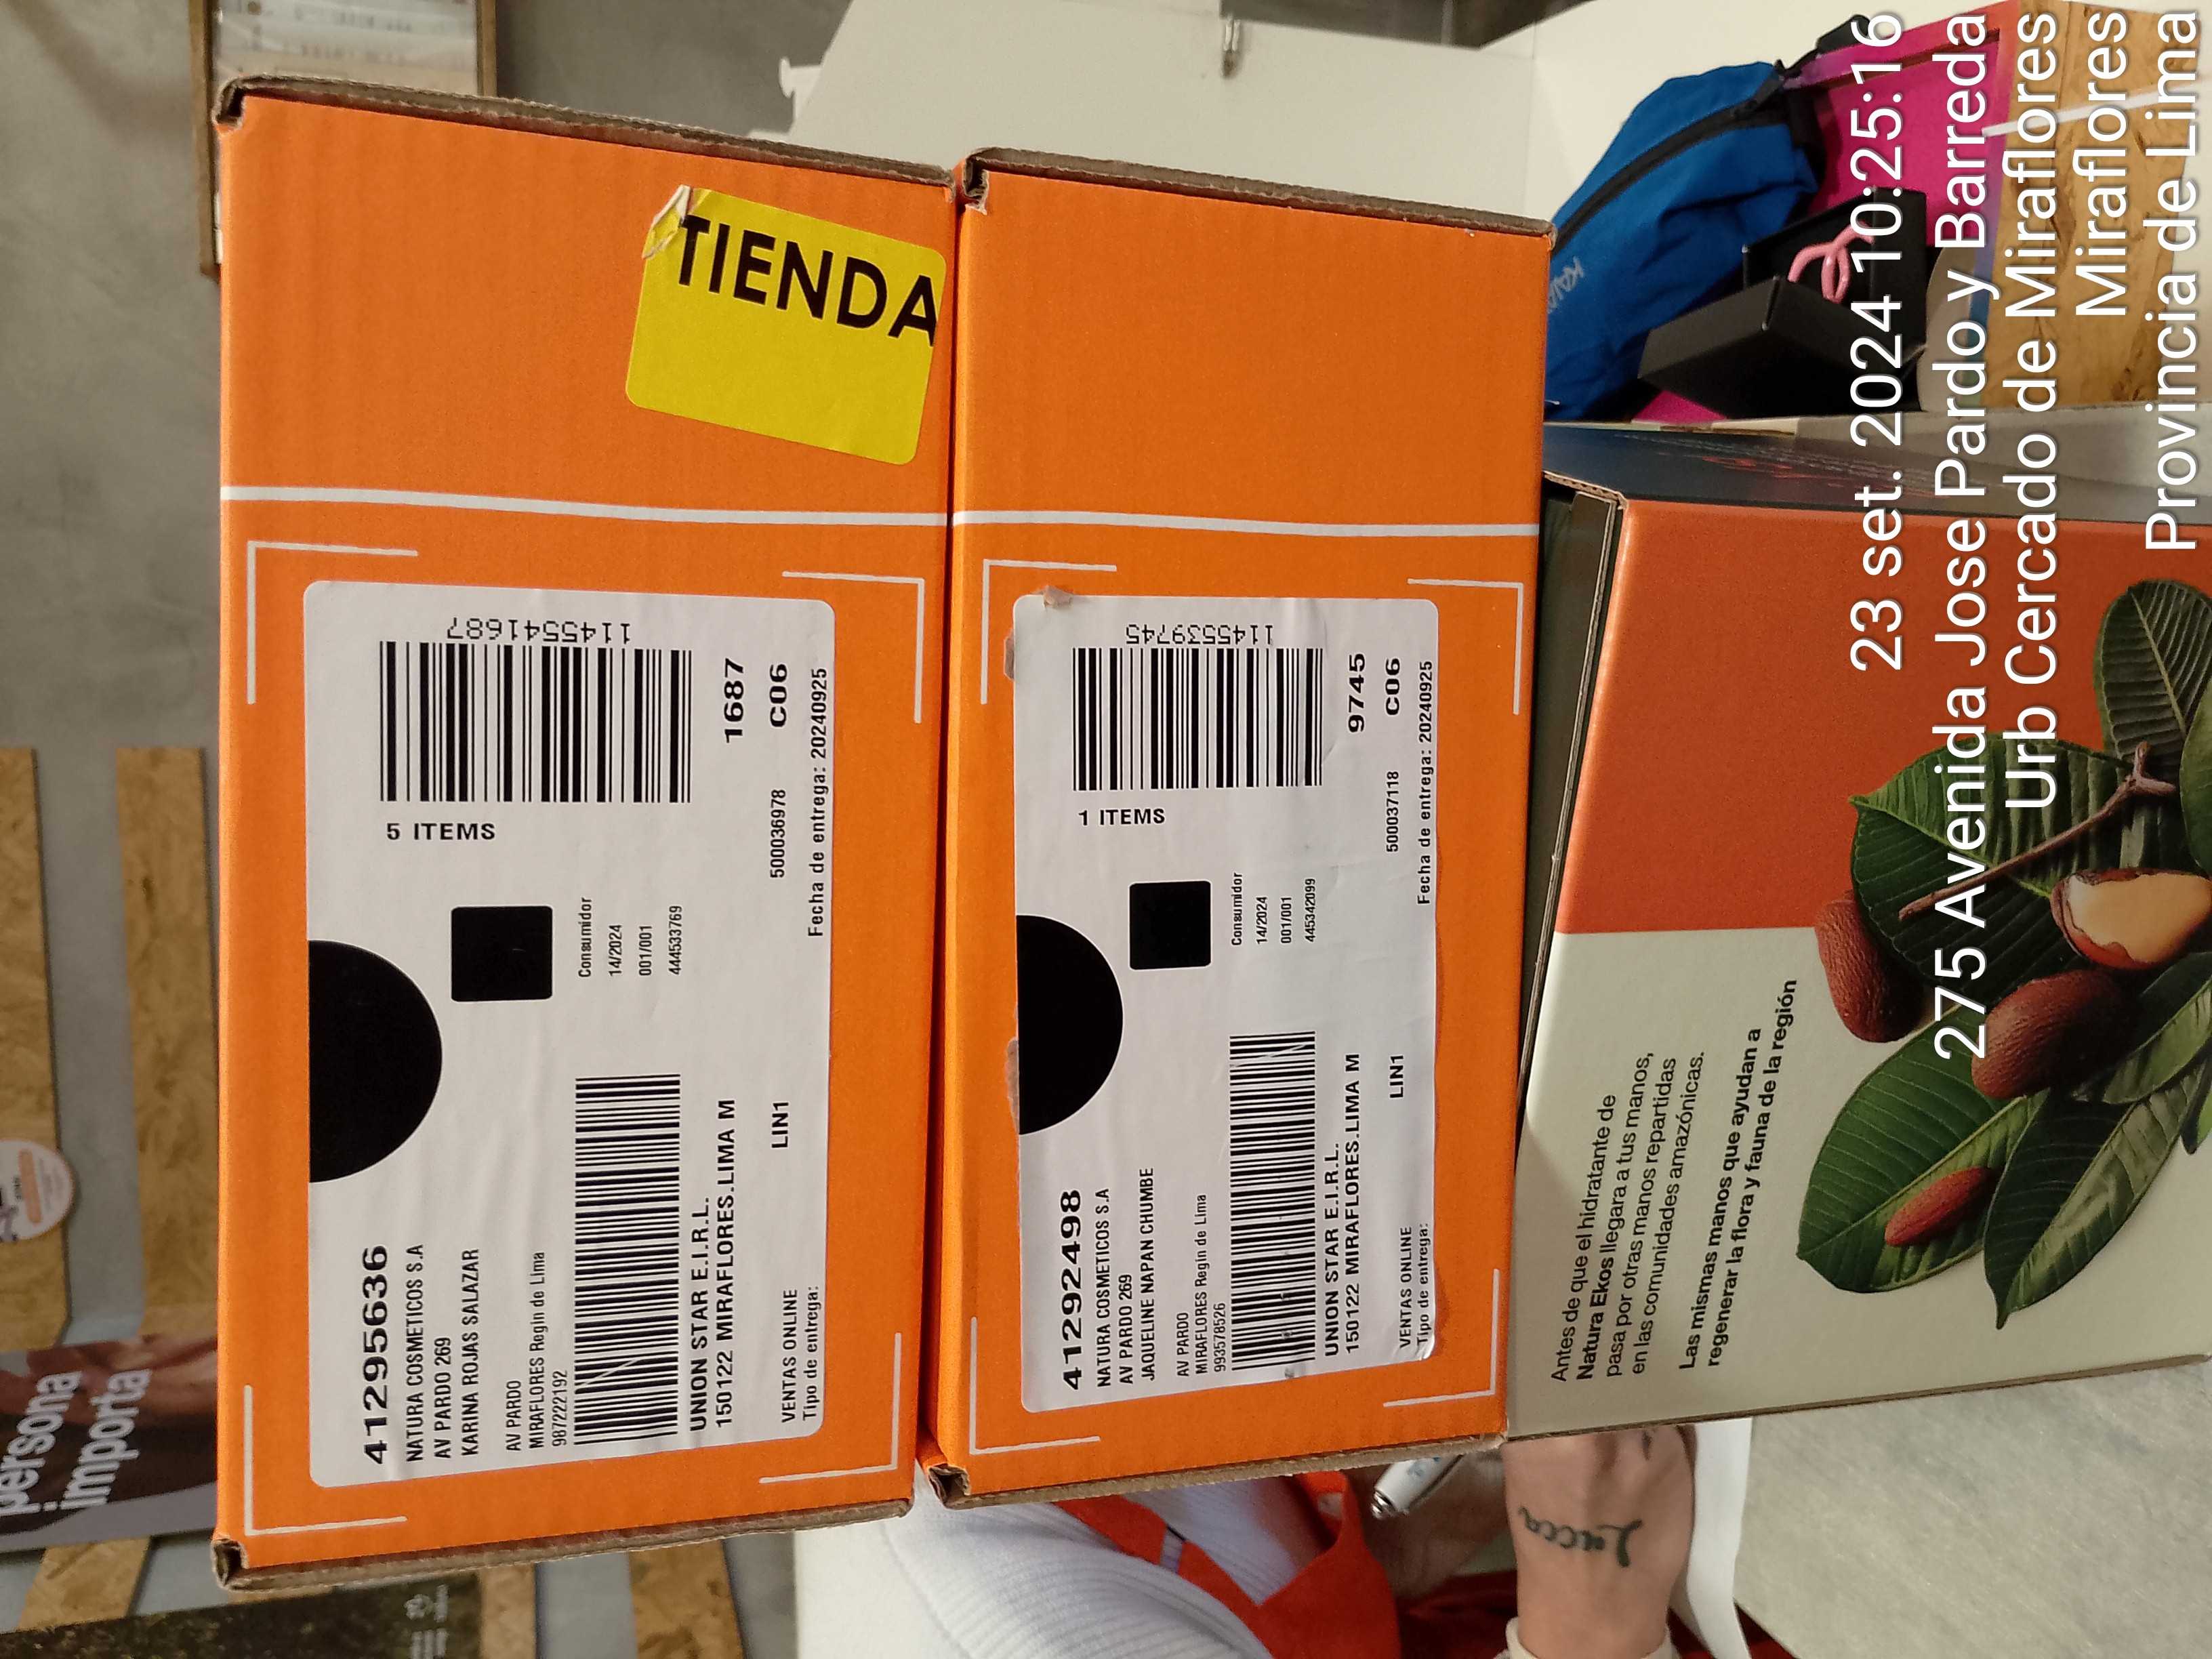 TIENDA
1145541687
5 ITEMS
1687
C06
500036978
Fecha de entrega: 20240925
Consumidor
14/2024
001/001
444533769
41295636
NATURA COSMETICOS S.A
AV PARDO 269
KARINA ROJAS SALAZAR
AV PARDO
MIRAFLORES Regin de Lima
987222192
UNION STAR E.I.R.L.
150122 MIRAFLORES.LIMA M
LIN1
VENTAS ONLINE
Tipo de entrega:
1145539745
1 ITEMS
9745
C06
500037118
Fecha de entrega: 20240925
Consumidor
14/2024
001/001
445342099
41292498
NATURA COSMETICOS S.A
AV PARDO 269
JAQUELINE NAPAN CHUMBE
AV PARDO
MIRAFLORES Regin de Lima
993578526
UNION STAR E.I.R.L.
150122 MIRAFLORES.LIMA M
LIN1
VENTAS ONLINE
Tipo de entrega:
Antes de que el hidratante de
Natura Ekos llegara a tus manos,
pasa por otras manos repartidas
en las comunidades amazónicas.
Las mismas manos que ayudan a
regenerar la flora y fauna de la región
persona
importa
Lucca
23 set. 2024 10:25:16
275 Avenida Jose Pardo y Barreda
Urb Cercado de Miraflores
Miraflores
Provincia de Lima